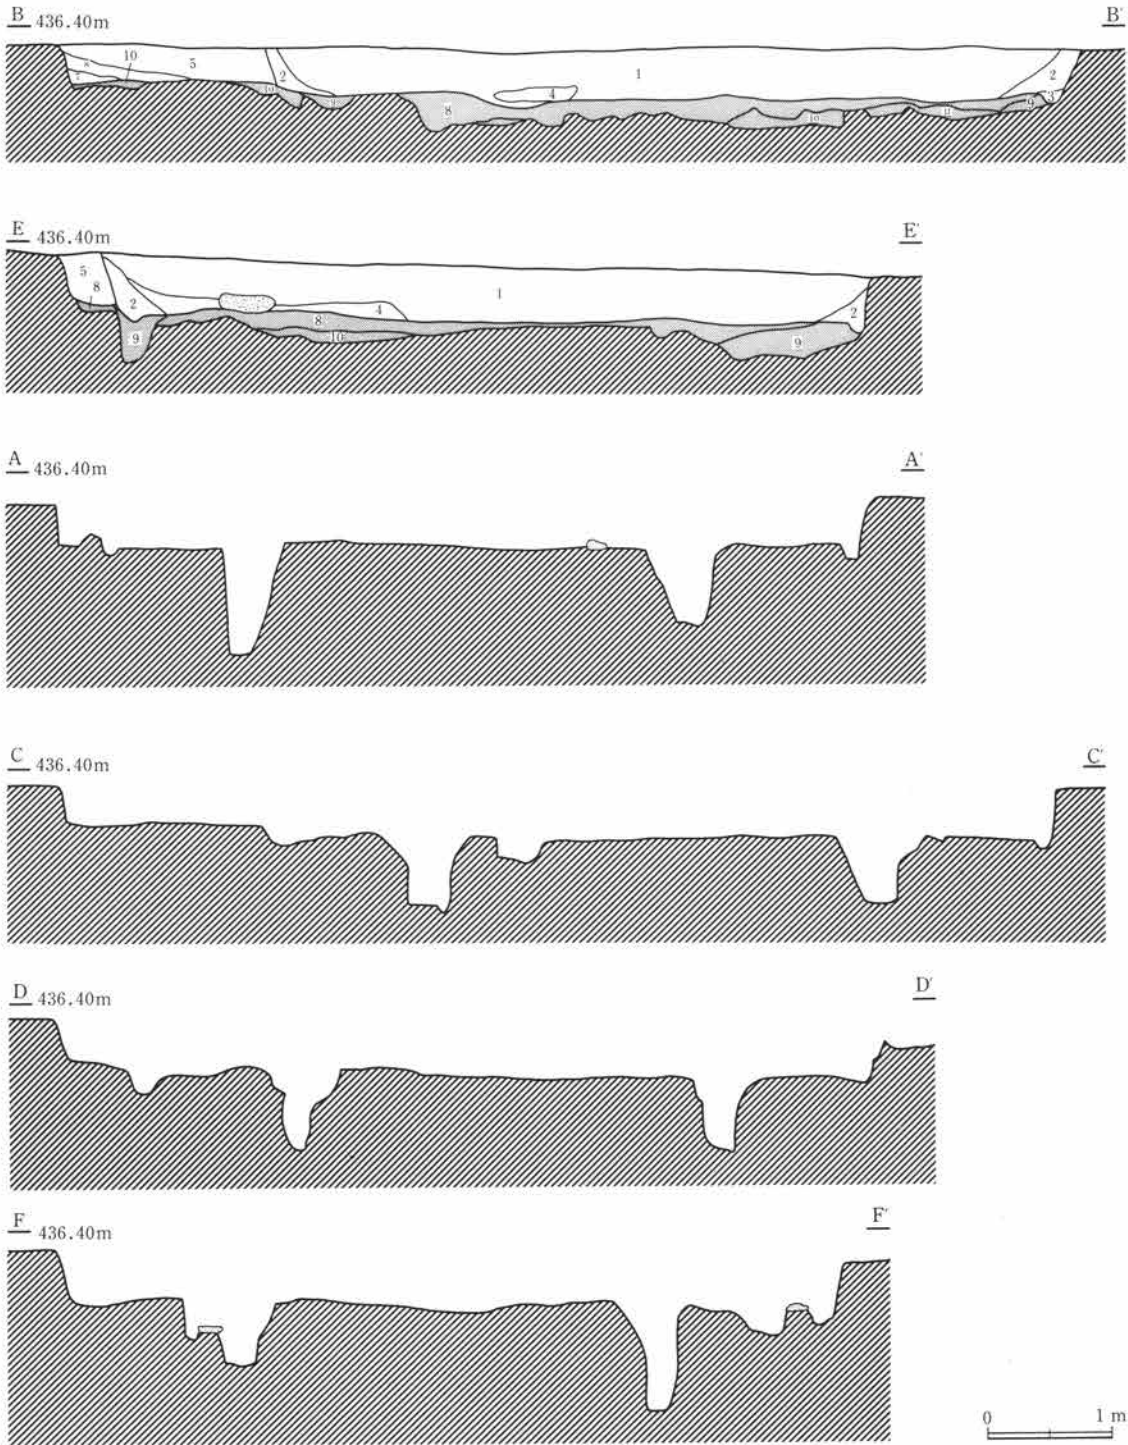 B 436.40m B′
10 5 2 1 2
8 7 10 9 4 8 10 11 9 3
E 436.40m E′
5 8 2 1 2
4 8 9 10 9
A 436.40m A′
C 436.40m C′
D 436.40m D′
F 436.40m F′
0 1 m